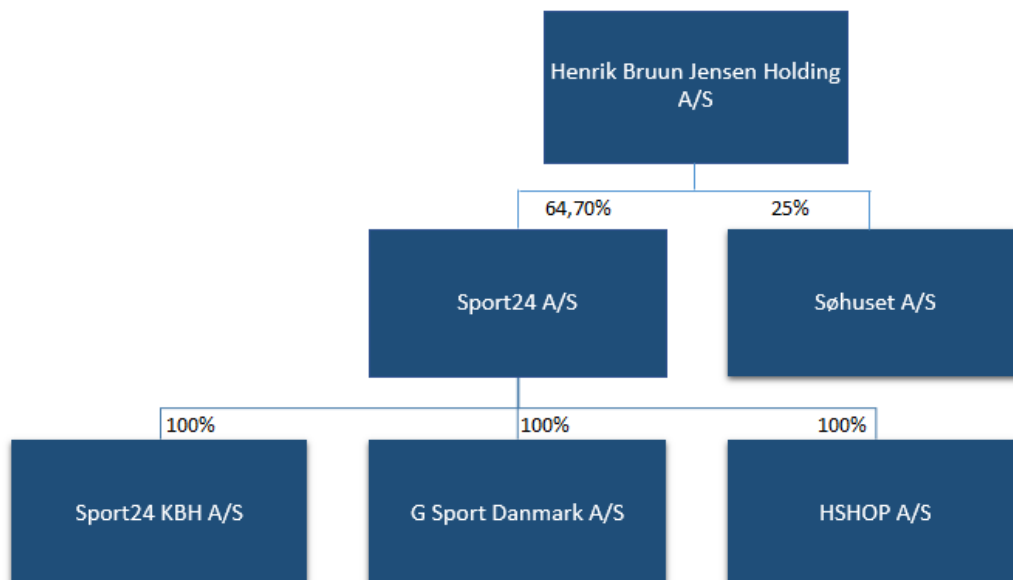 Henrik Bruun Jensen Holding
A/S
64,70%
25%
Sport24 A/S
Søhuset A/S
100%
100%
100%
Sport24 KBH A/S
G Sport Danmark A/S
HSHOP A/S